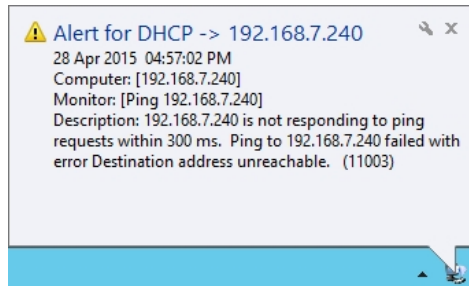 Alert for DHCP -> 192.168.7.240
28 Apr 2015 04:57:02 PM
Computer: [192.168.7.240]
Monitor: [Ping 192.168.7.240]
Description: 192.168.7.240 is not responding to ping
requests within 300 ms.  Ping to 192.168.7.240 failed with
error Destination address unreachable.   (11003)